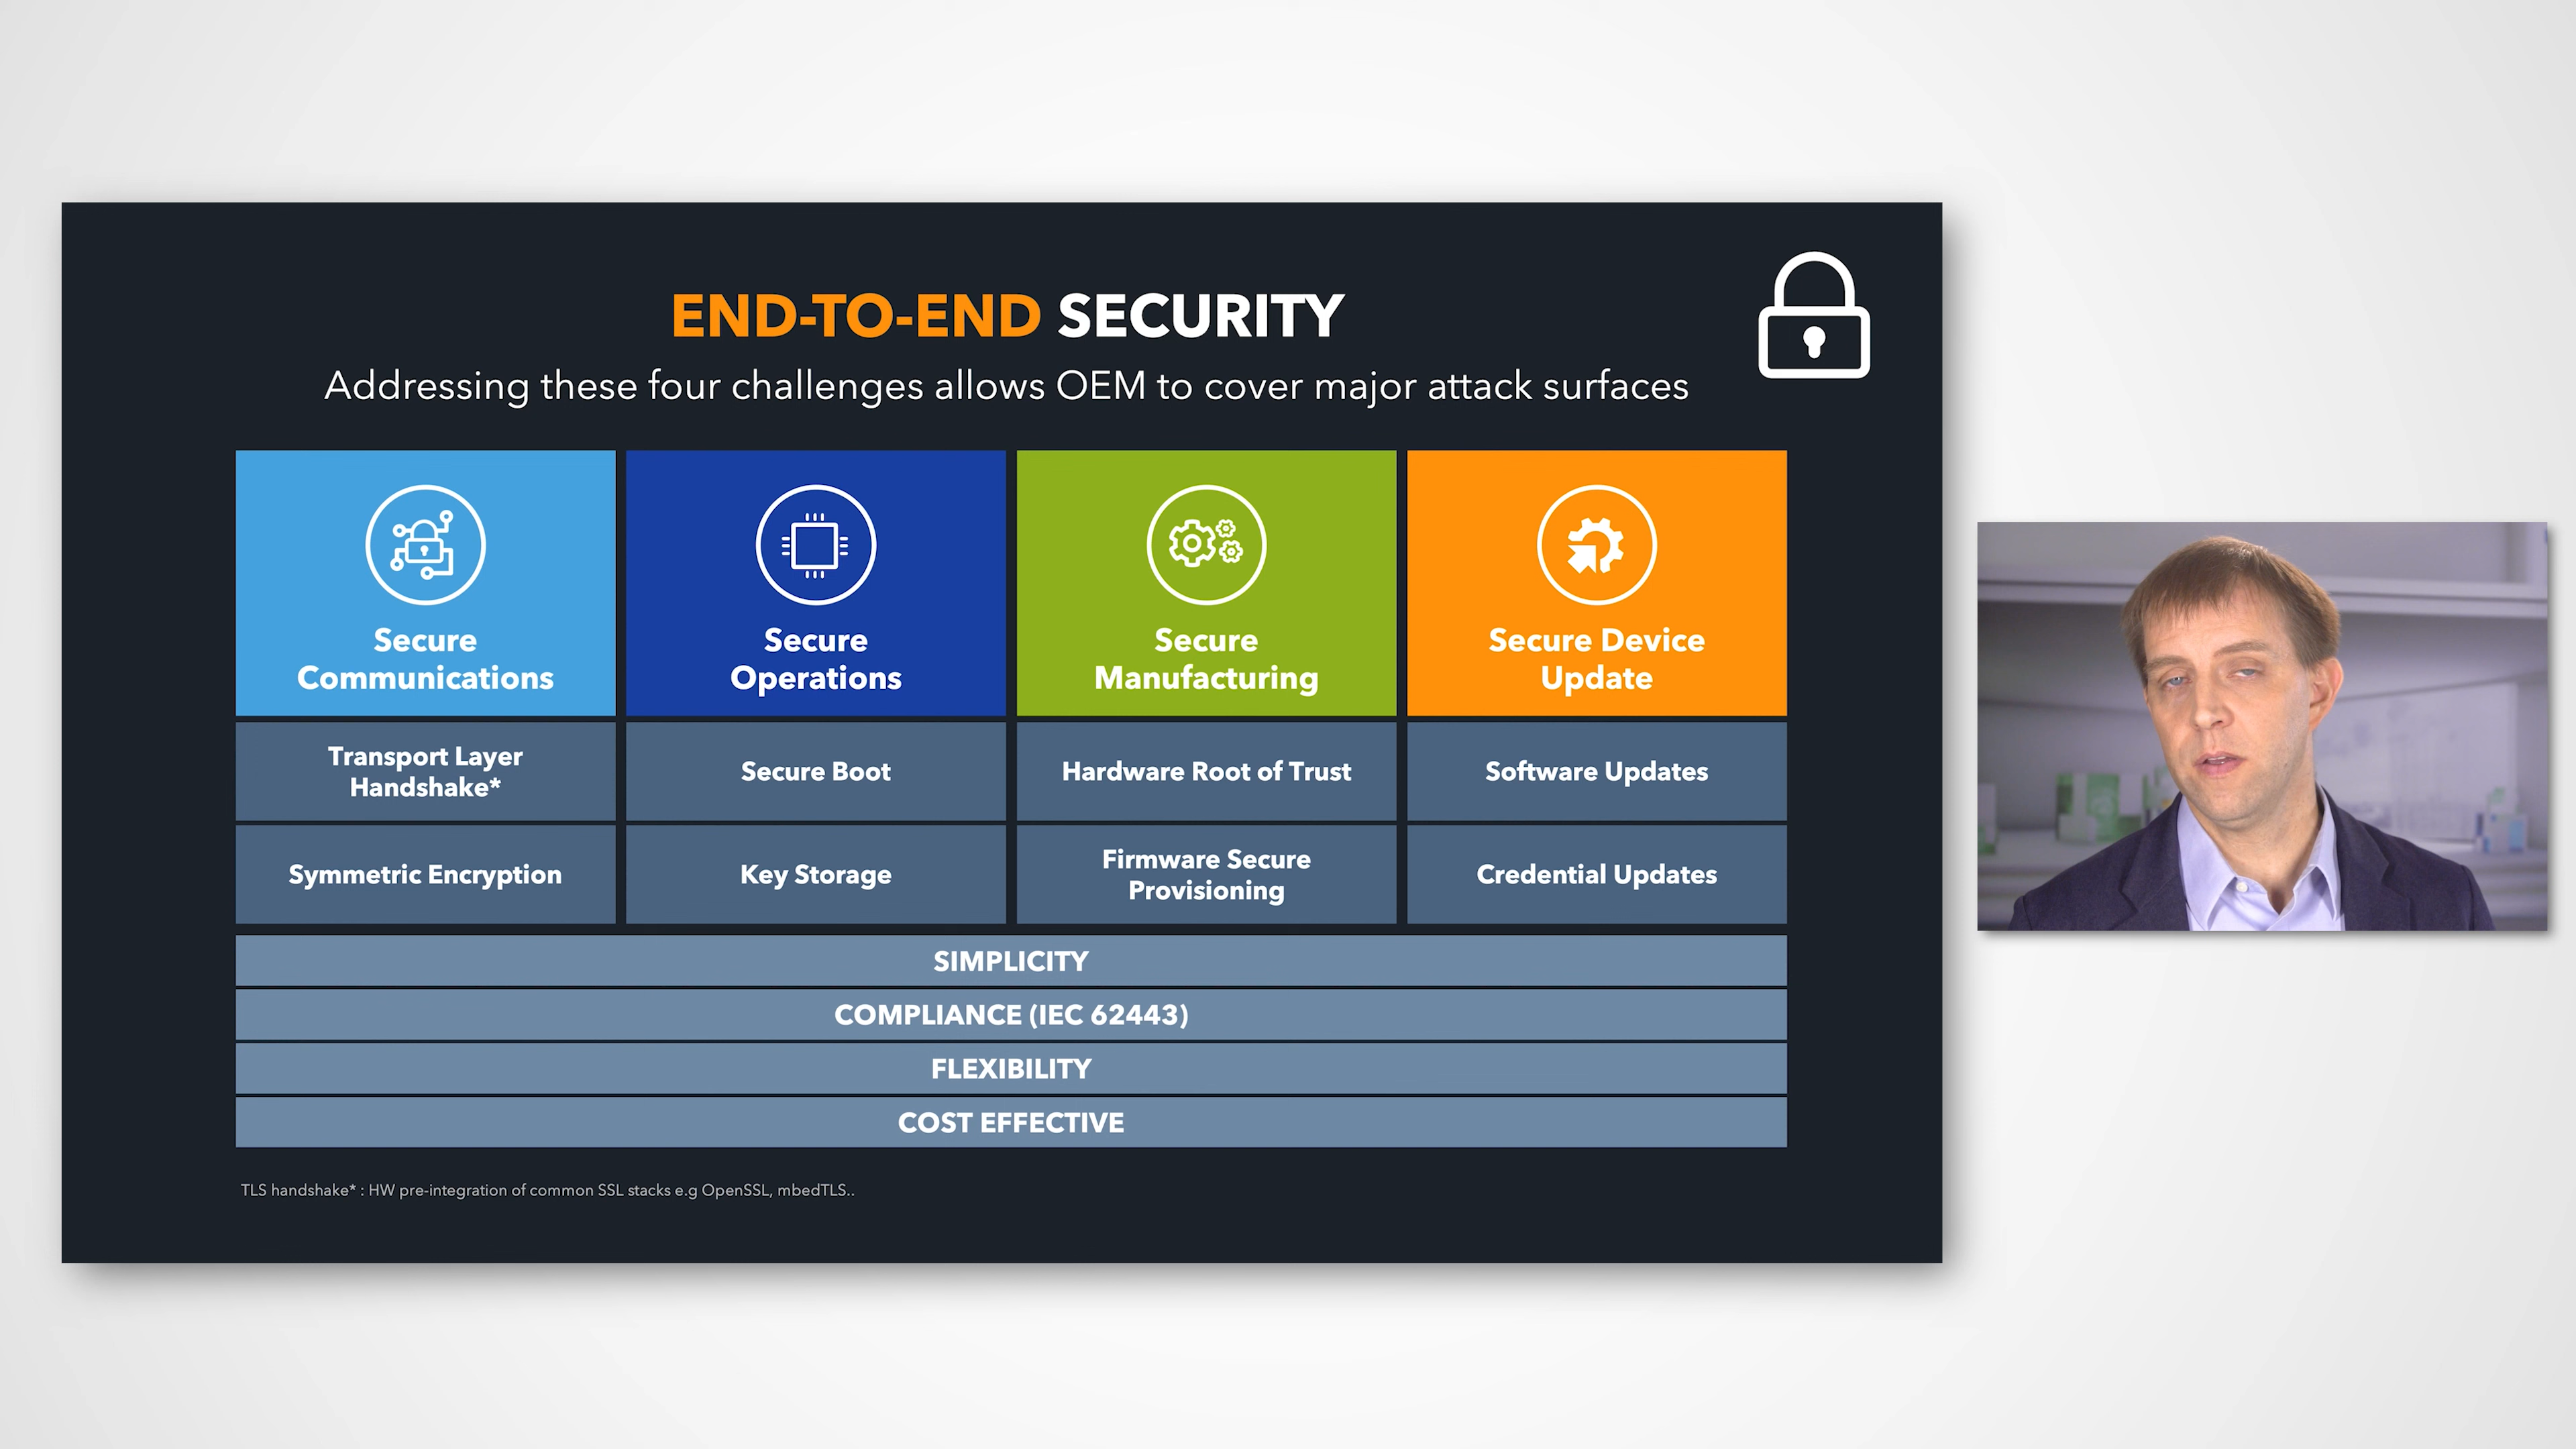 END-TO-END SECURITY
Addressing these four challenges allows OEM to cover major attack surfaces
Secure
Communications
Secure
Operations
Secure
Manufacturing
Secure Device
Update
Transport Layer
Handshake*
Secure Boot
Hardware Root of Trust
Software Updates
Symmetric Encryption
Key Storage
Firmware Secure
Provisioning
Credential Updates
SIMPLICITY
COMPLIANCE (IEC 62443)
FLEXIBILITY
COST EFFECTIVE
TLS handshake* : HW pre-integration of common SSL stacks e.g OpenSSL, mbedTLS..